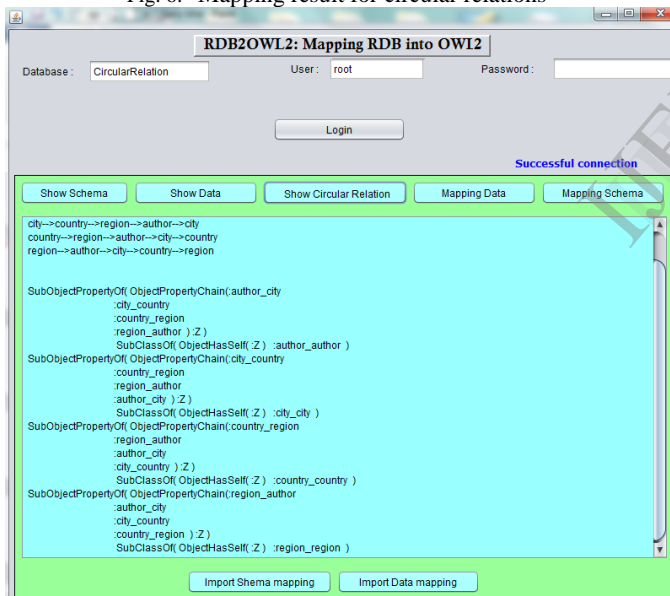 Fig. 6. Mapping result for circular relations
RDB2OWL2: Mapping RDB into OWL2
Database : CircularRelation User : root Password :
Login
Successful connection
Show Schema Show Data Show Circular Relation Mapping Data Mapping Schema
city-->country-->region-->author-->city
country-->region-->author-->city-->country
region-->author-->city-->country-->region
SubObjectPropertyOf( ObjectPropertyChain(:author_city
:city_country
:country_region
:region_author ) :Z )
SubClassOf( ObjectHasSelf( :Z ) :author_author )
SubObjectPropertyOf( ObjectPropertyChain(:city_country
:country_region
:region_author
:author_city ) :Z )
SubClassOf( ObjectHasSelf( :Z ) :city_city )
SubObjectPropertyOf( ObjectPropertyChain(:country_region
:region_author
:author_city
:city_country ) :Z )
SubClassOf( ObjectHasSelf( :Z ) :country_country )
SubObjectPropertyOf( ObjectPropertyChain(:region_author
:author_city
:city_country
:country_region ) :Z )
SubClassOf( ObjectHasSelf( :Z ) :region_region )
Import Shema mapping Import Data mapping